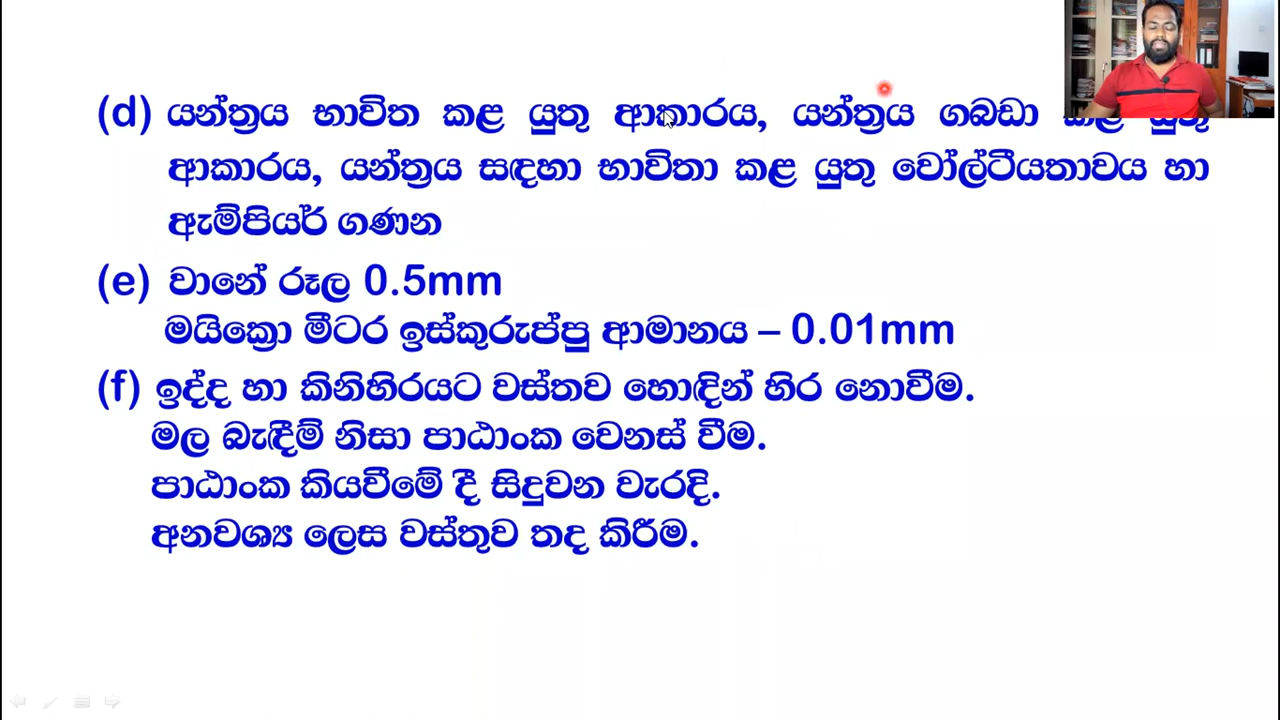 (d) යන්ත්‍රය භාවිත කළ යුතු ආකාරය, යන්ත්‍රය ගබඩා කළ යුතු
ආකාරය, යන්ත්‍රය සඳහා භාවිතා කළ යුතු වෝල්ටීයතාවය හා
ඇම්පියර් ගණන
(e) වානේ රූල 0.5mm
මයික්‍රො මීටර ඉස්කුරුප්පු ආමානය – 0.01mm
(f) ඉද්ද හා කිනිහිරයට වස්තව හොඳින් හිර නොවීම.
මල බැඳීම් නිසා පාඨාංක වෙනස් වීම.
පාඨාංක කියවීමේ දී සිදුවන වැරදි.
අනවශ්‍ය ලෙස වස්තුව තද කිරීම.